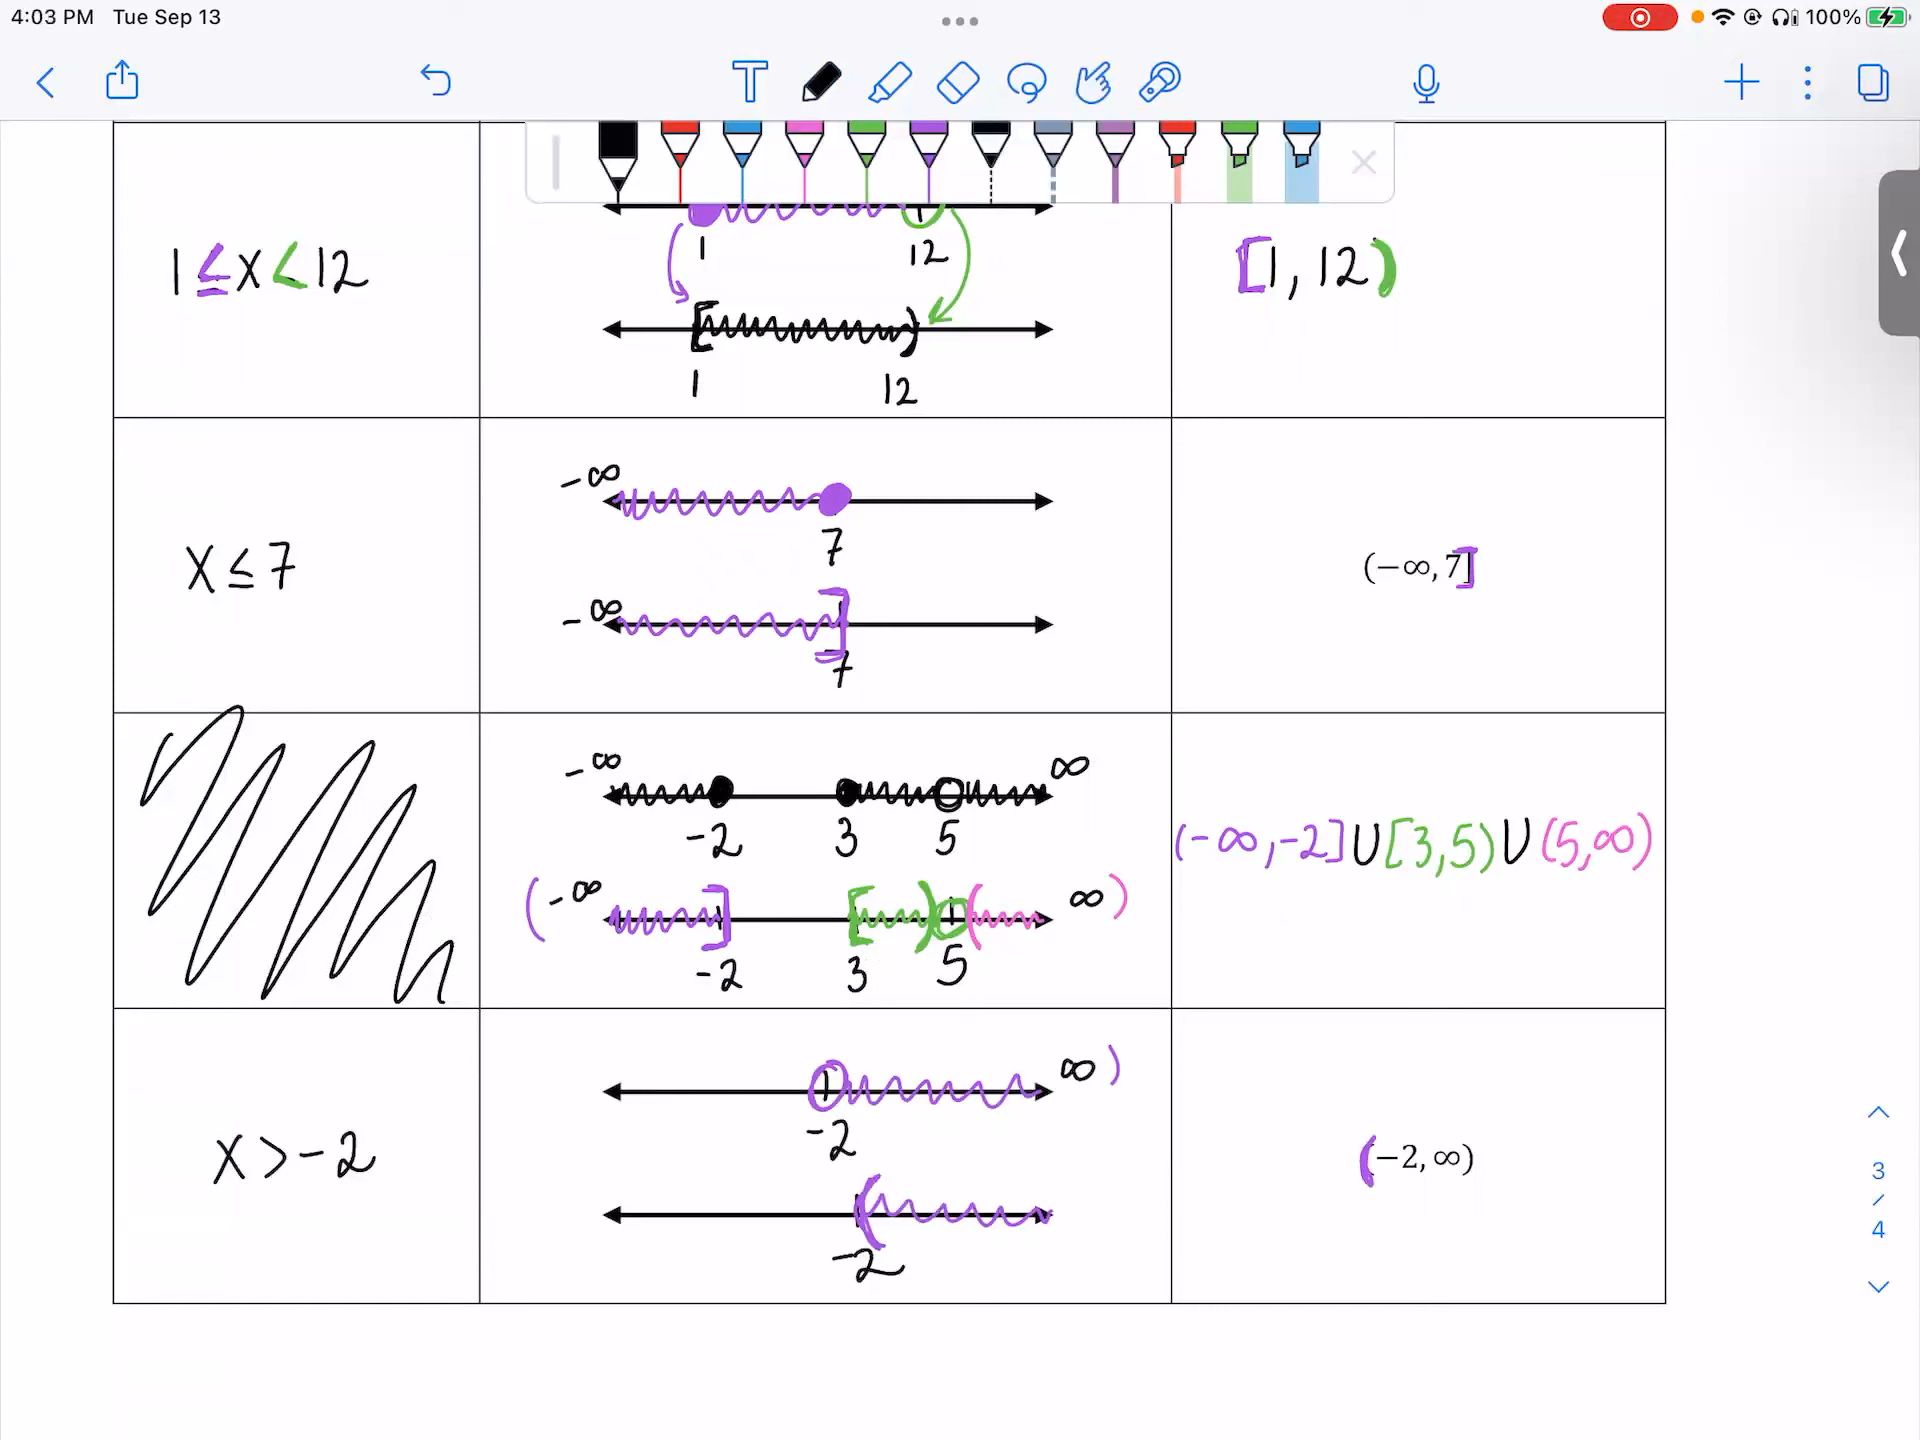 4:03 PM Tue Sep 13
100%
T
1 ≤ x < 12
1 12
1 12
[1, 12)
x ≤ 7
-∞
7
-∞
7
(−∞, 7]
-∞ ∞
-2 3 5
(-∞ ] [ ) ( ∞)
-2 3 5
(-∞,-2]∪[3,5)∪(5,∞)
x > -2
∞)
-2
(
-2
(−2, ∞)
3
/
4